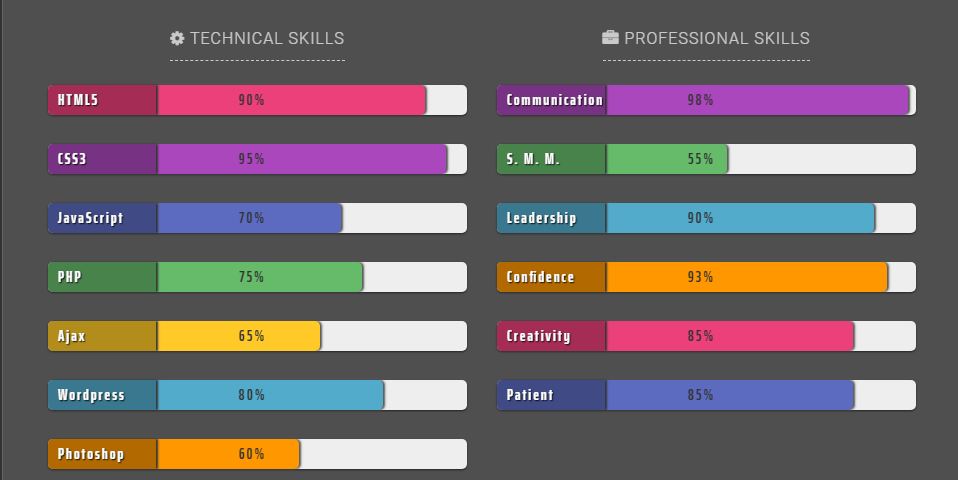 TECHNICAL SKILLS
HTML5 90%
CSS3 95%
JavaScript 70%
PHP 75%
Ajax 65%
Wordpress 80%
Photoshop 60%
PROFESSIONAL SKILLS
Communication 98%
S. M. M. 55%
Leadership 90%
Confidence 93%
Creativity 85%
Patient 85%